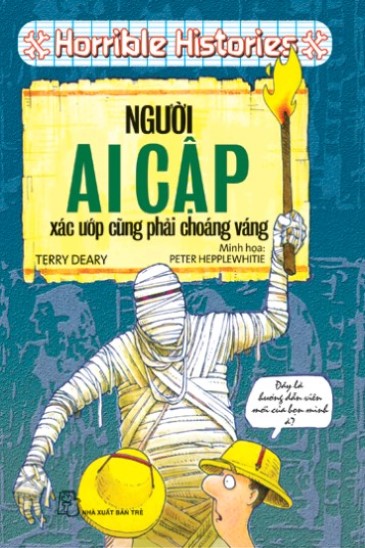 Horrible Histories
NGƯỜI
AI CẬP
xác ướp cũng phải choáng váng
Minh họa:
TERRY DEARY
PETER HEPPLEWHITIE
Đây là
hướng dẫn viên
mới của bọn mình
à?
NHÀ XUẤT BẢN TRẺ